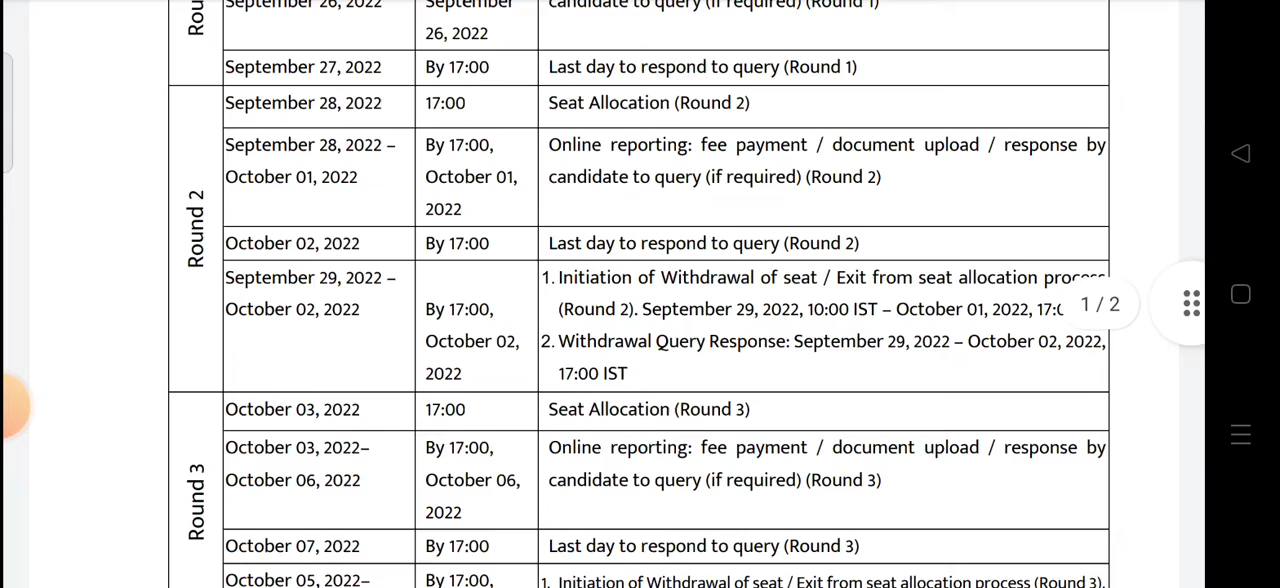 Rou
September 26, 2022
September
26, 2022
candidate to query (if required) (Round 1)
September 27, 2022
By 17:00
Last day to respond to query (Round 1)
Round 2
September 28, 2022
17:00
Seat Allocation (Round 2)
September 28, 2022 –
October 01, 2022
By 17:00,
October 01,
2022
Online reporting: fee payment / document upload / response by
candidate to query (if required) (Round 2)
October 02, 2022
By 17:00
Last day to respond to query (Round 2)
September 29, 2022 –
October 02, 2022
By 17:00,
October 02,
2022
1. Initiation of Withdrawal of seat / Exit from seat allocation process
(Round 2). September 29, 2022, 10:00 IST – October 01, 2022, 17:0
2. Withdrawal Query Response: September 29, 2022 – October 02, 2022,
17:00 IST
1 / 2
Round 3
October 03, 2022
17:00
Seat Allocation (Round 3)
October 03, 2022–
October 06, 2022
By 17:00,
October 06,
2022
Online reporting: fee payment / document upload / response by
candidate to query (if required) (Round 3)
October 07, 2022
By 17:00
Last day to respond to query (Round 3)
October 05, 2022–
By 17:00,
1. Initiation of Withdrawal of seat / Exit from seat allocation process (Round 3).